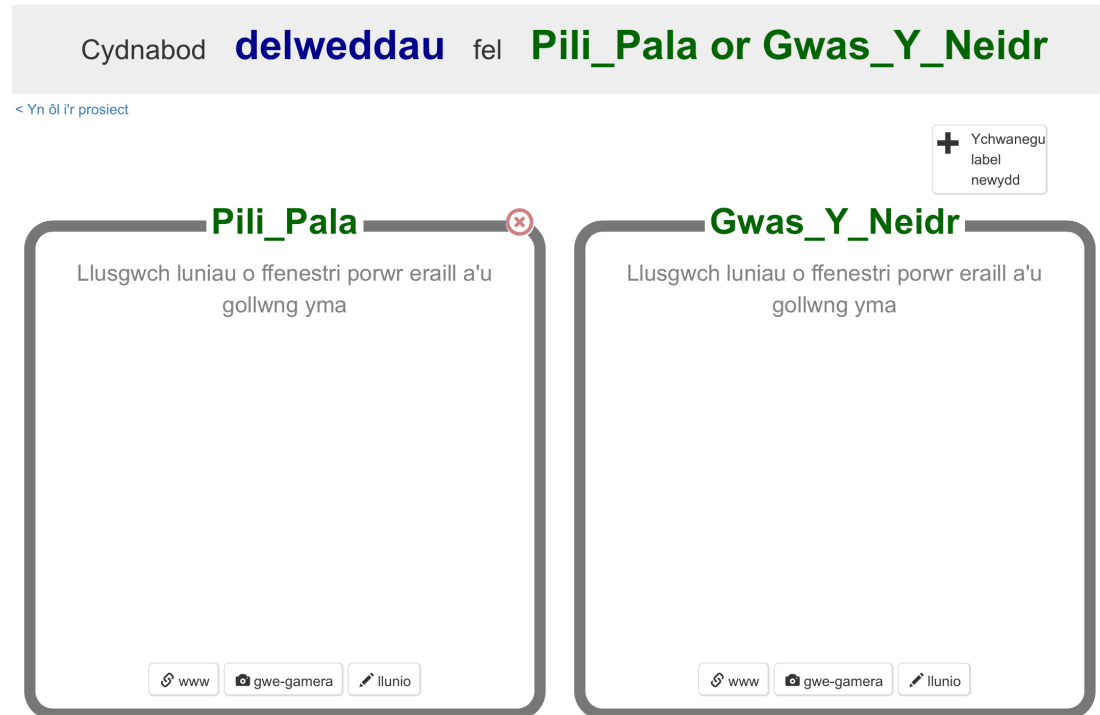 Cydnabod delweddau fel Pili_Pala or Gwas_Y_Neidr
< Yn ôl i'r prosiect
Ychwanegu
label
newydd
Pili_Pala
Llusgwch luniau o ffenestri porwr eraill a'u
gollwng yma
www gwe-gamera llunio
Gwas_Y_Neidr
Llusgwch luniau o ffenestri porwr eraill a'u
gollwng yma
www gwe-gamera llunio